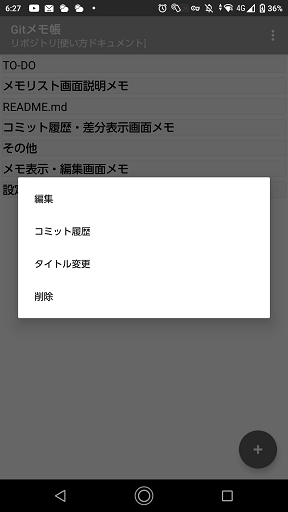 6:27
4G 36%
Gitメモ帳
リポジトリ[使い方ドキュメント]
TO-DO
メモリスト画面説明メモ
README.md
コミット履歴・差分表示画面メモ
その他
メモ表示・編集画面メモ
設定
編集
コミット履歴
タイトル変更
削除
+